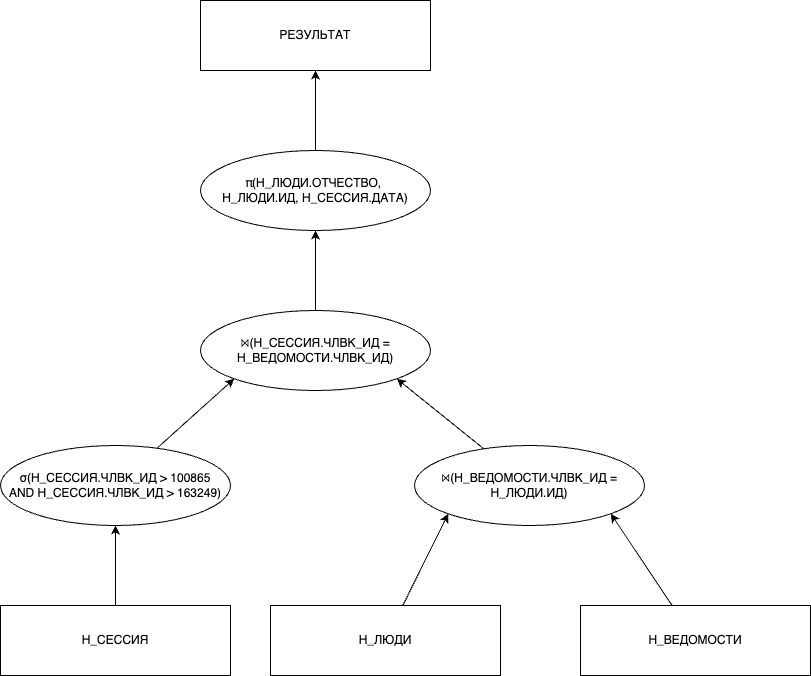 РЕЗУЛЬТАТ
π(Н_ЛЮДИ.ОТЧЕСТВО,
Н_ЛЮДИ.ИД, Н_СЕССИЯ.ДАТА)
⋈(Н_СЕССИЯ.ЧЛВК_ИД =
Н_ВЕДОМОСТИ.ЧЛВК_ИД)
σ(Н_СЕССИЯ.ЧЛВК_ИД > 100865
AND Н_СЕССИЯ.ЧЛВК_ИД > 163249)
⋈(Н_ВЕДОМОСТИ.ЧЛВК_ИД =
Н_ЛЮДИ.ИД)
Н_СЕССИЯ
Н_ЛЮДИ
Н_ВЕДОМОСТИ